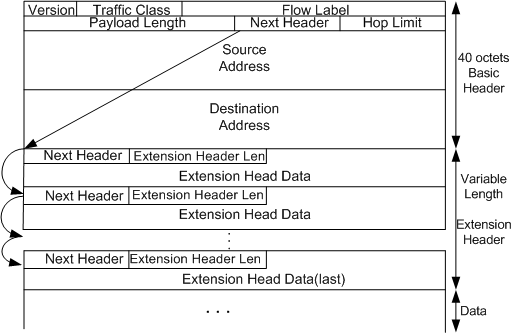 Version Traffic Class Flow Label
Payload Length Next Header Hop Limit
Source
Address
Destination
Address
40 octets
Basic
Header
Next Header Extension Header Len
Extension Head Data
Next Header Extension Header Len
Extension Head Data
. . .
Next Header Extension Header Len
Extension Head Data(last)
Variable
Length
Extension
Header
. . .
Data